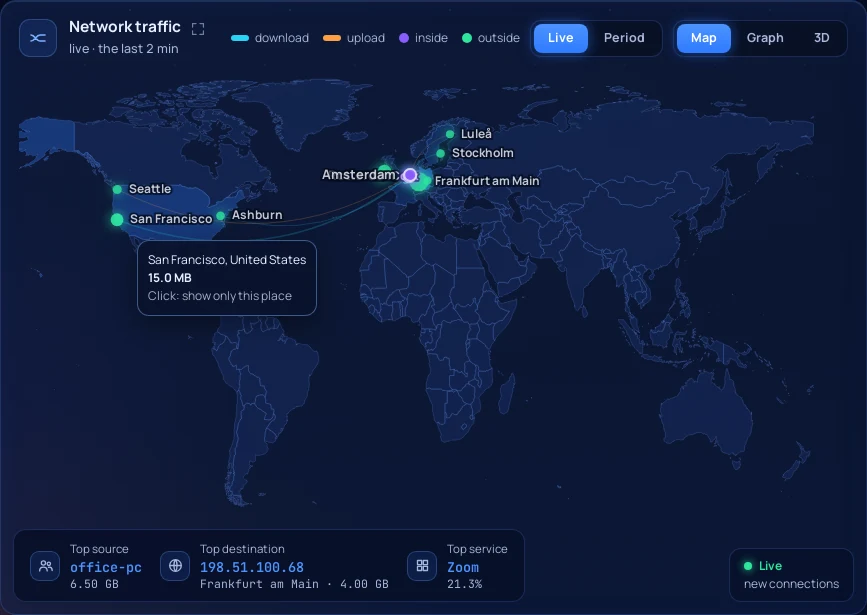 Network traffic
live · the last 2 min
download
upload
inside
outside
Live
Period
Map
Graph
3D
Luleå
Stockholm
Amsterdam
Frankfurt am Main
Seattle
San Francisco
Ashburn
San Francisco, United States
15.0 MB
Click: show only this place
Top source
office-pc
6.50 GB
Top destination
198.51.100.68
Frankfurt am Main · 4.00 GB
Top service
Zoom
21.3%
Live
new connections